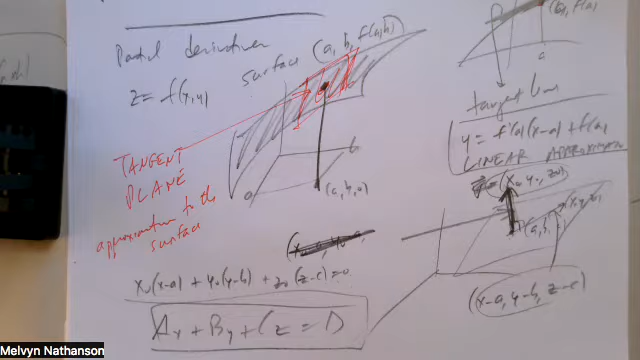 Partial derivatives
z = f(x,y)
surface
(a, b, f(a,b))
TANGENT
PLANE
approximation to the
surface
a
b
(a, b, 0)
x₀(x-a) + y₀(y-b) + z₀(z-c) = 0
Ax + By + Cz = D
a
tangent line
y = f'(a)(x-a) + f(a)
LINEAR APPROXIMATION
(x₀, y₀, z₀)
(x-a, y-b, z-c)
Melvyn Nathanson